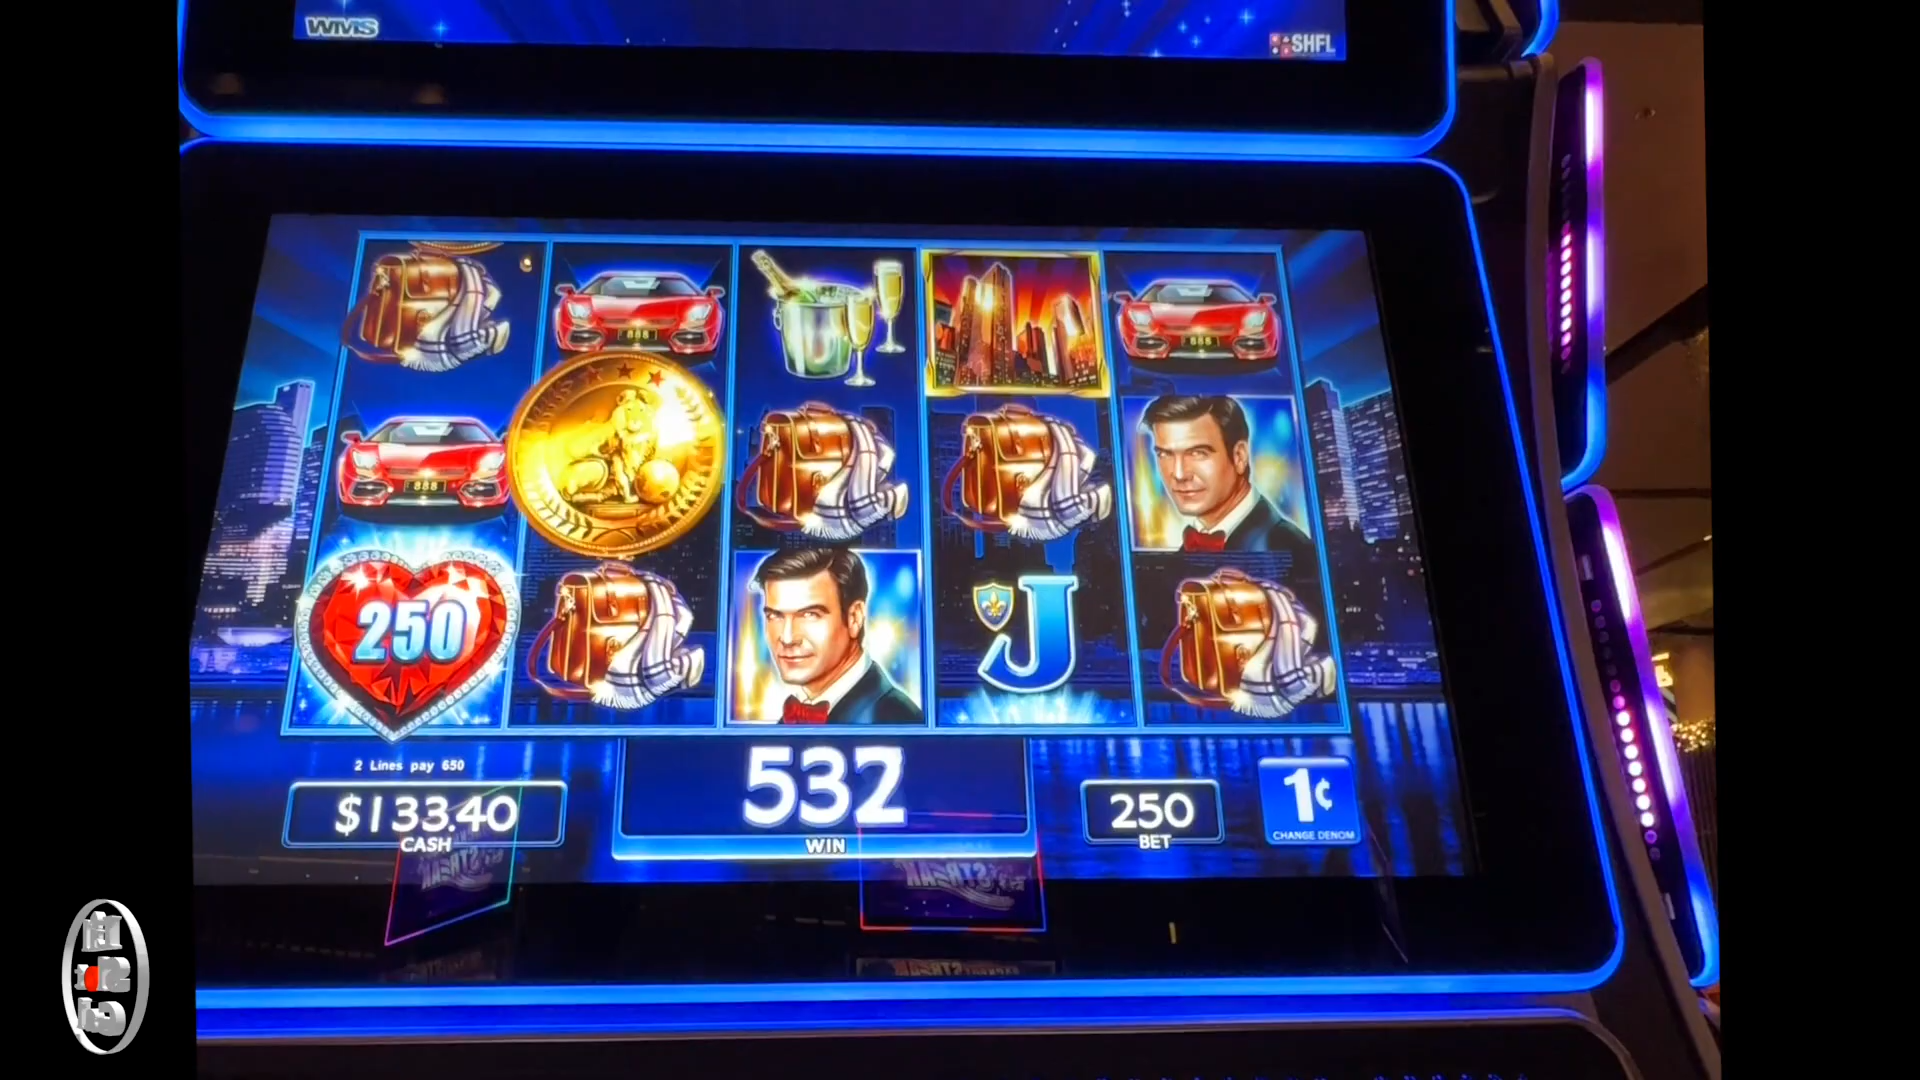 WMS
SHFL
888
888
888
250
J
2 Lines pay 650
$133.40
CASH
532
WIN
250
BET
1¢
CHANGE DENOM